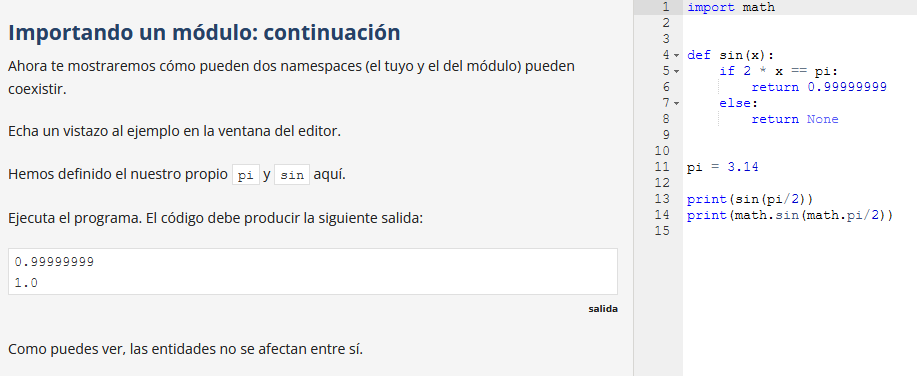 Importando un módulo: continuación
Ahora te mostraremos cómo pueden dos namespaces (el tuyo y el del módulo) pueden
coexistir.
Echa un vistazo al ejemplo en la ventana del editor.
Hemos definido el nuestro propio pi y sin aquí.
Ejecuta el programa. El código debe producir la siguiente salida:
0.99999999
1.0
salida
Como puedes ver, las entidades no se afectan entre sí.
1 import math
2
3
4 def sin(x):
5     if 2 * x == pi:
6         return 0.99999999
7     else:
8         return None
9
10
11 pi = 3.14
12
13 print(sin(pi/2))
14 print(math.sin(math.pi/2))
15